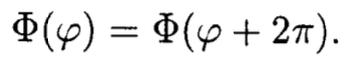 Φ(φ) = Φ(φ + 2π).